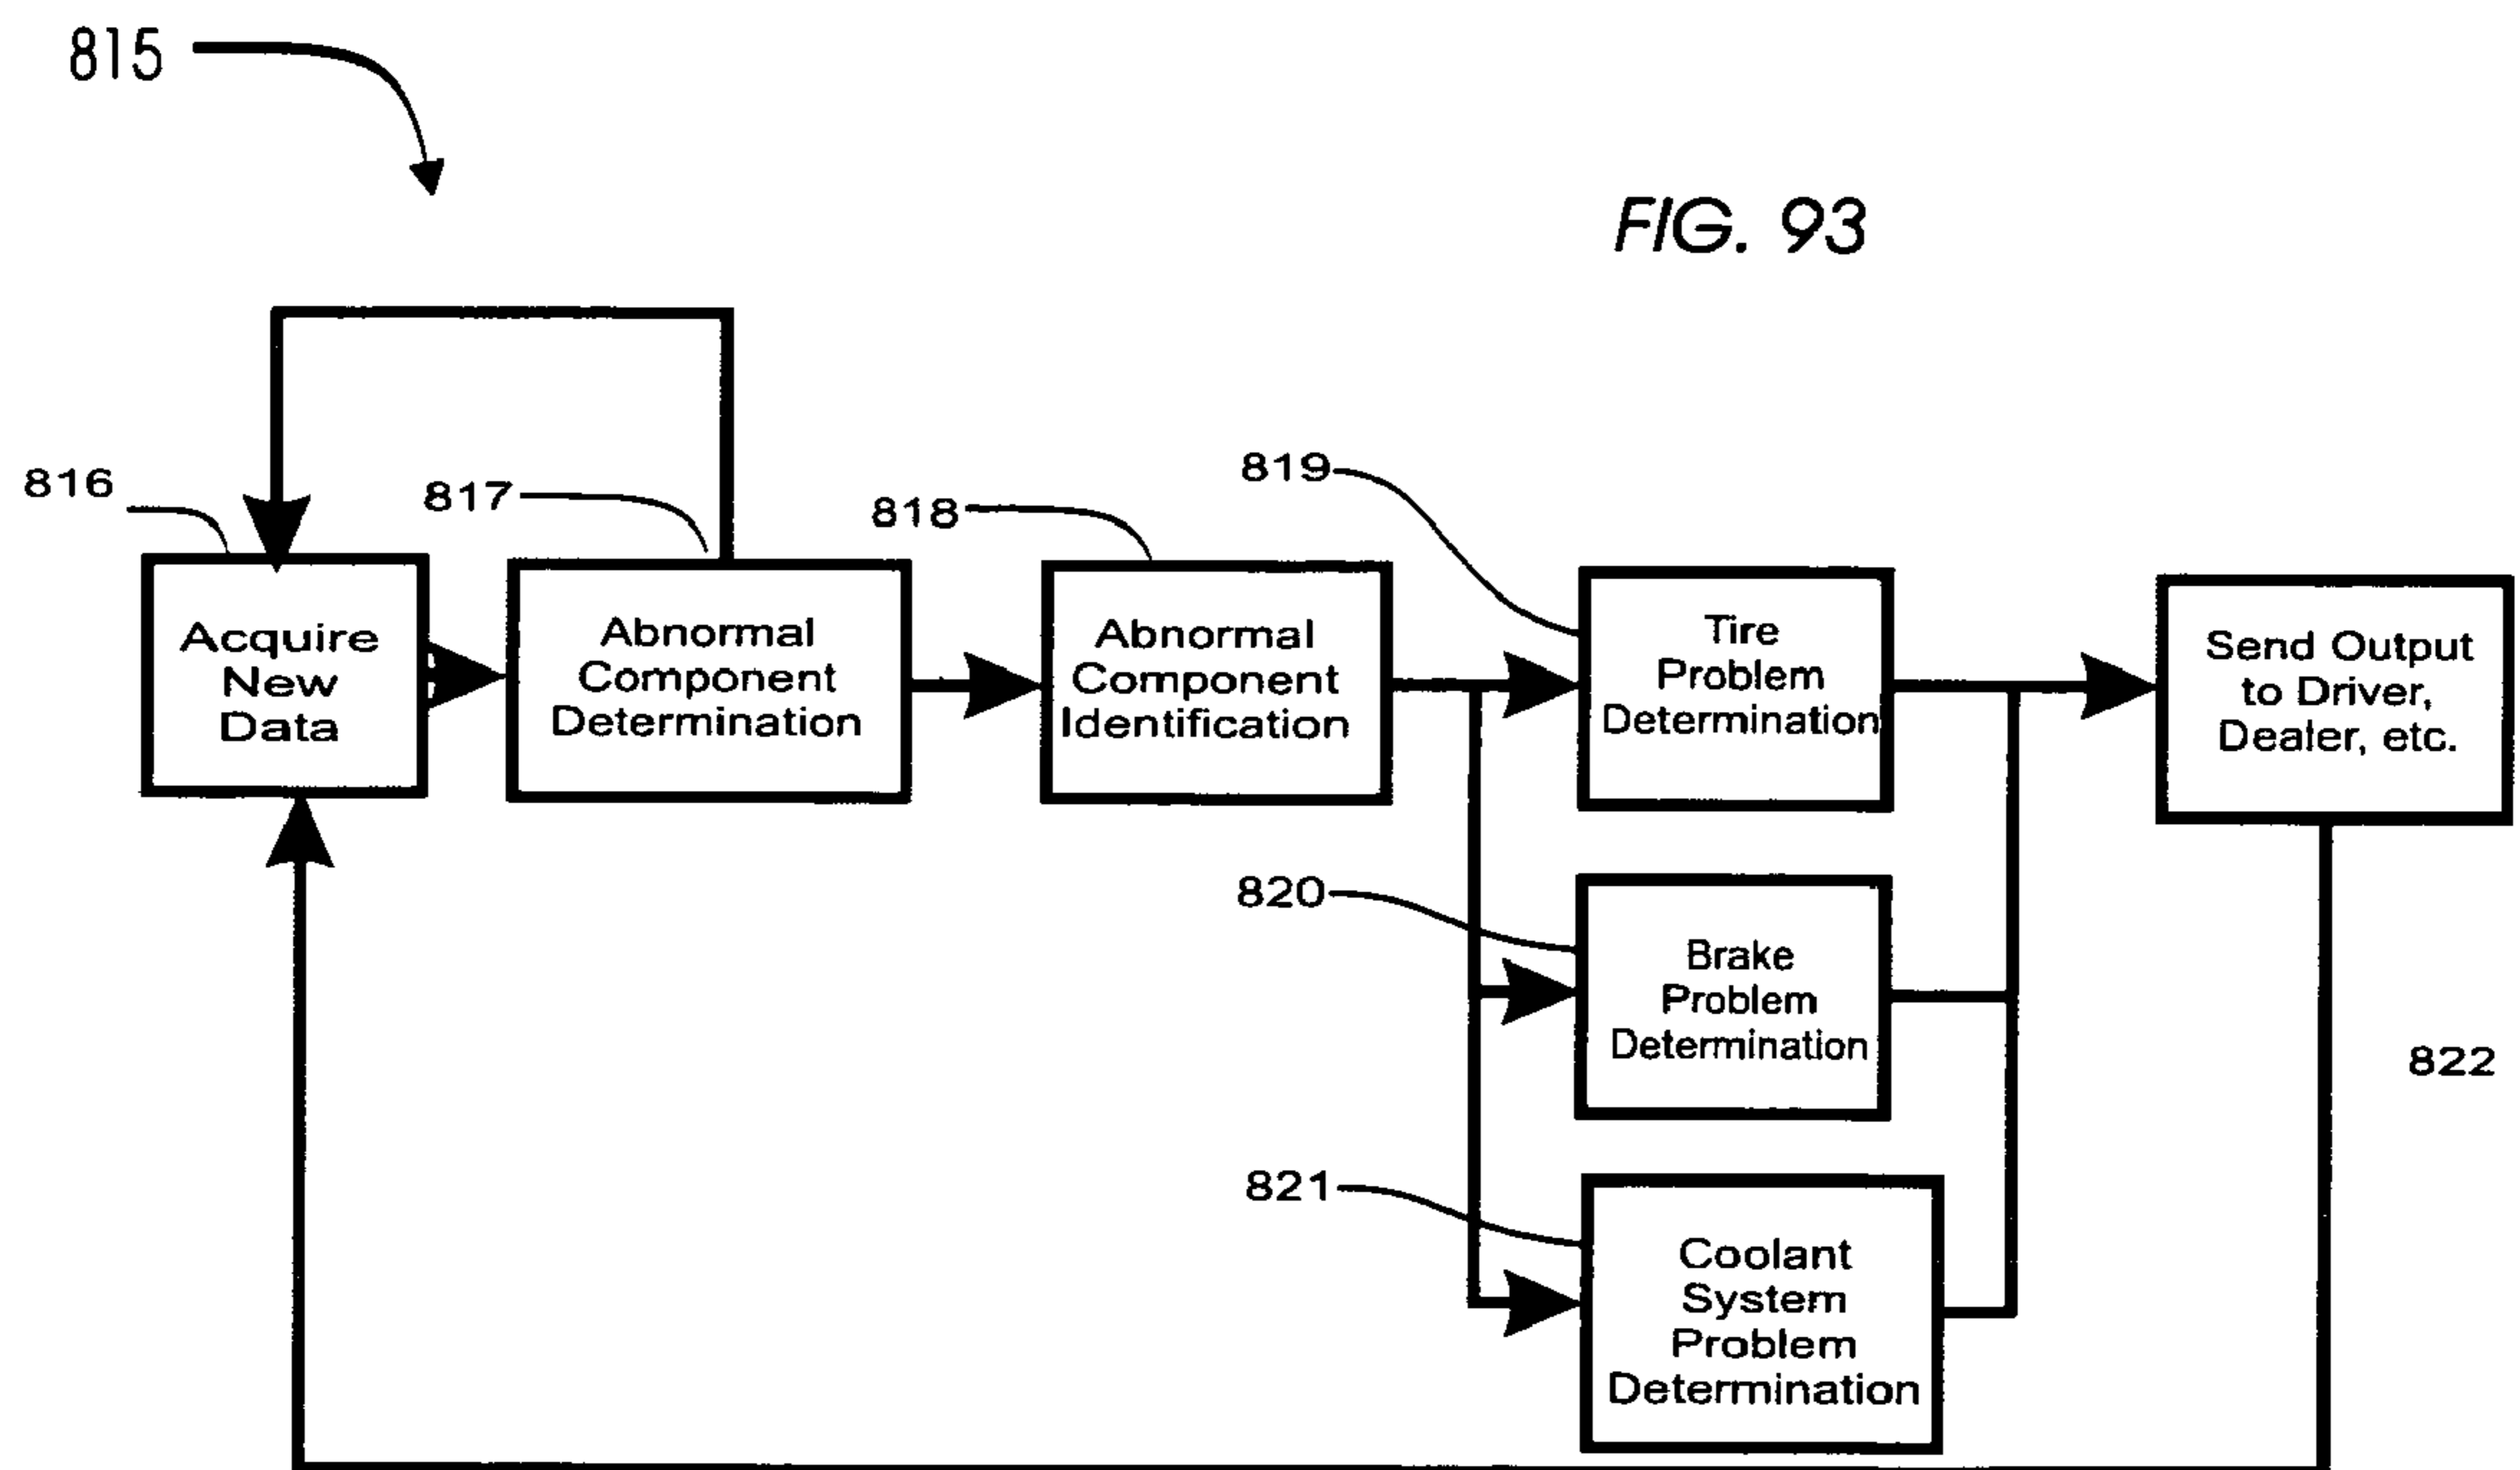 815
FIG. 93
816
817
818
819
Acquire
New
Data
Abnormal
Component
Determination
Abnormal
Component
Identification
Tire
Problem
Determination
Send Output
to Driver,
Dealer, etc.
820
Brake
Problem
Determination
822
821
Coolant
System
Problem
Determination